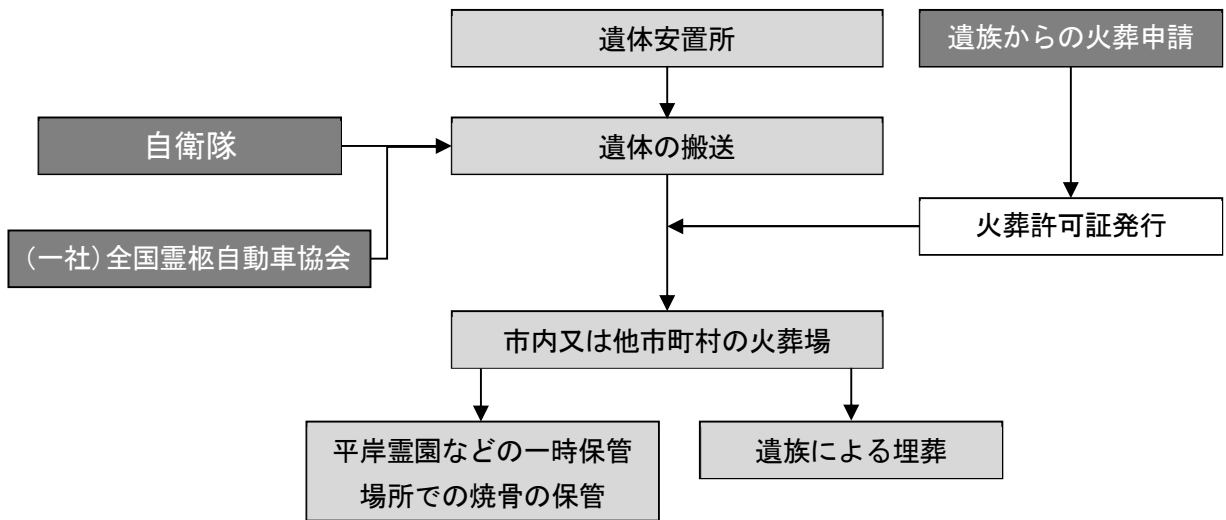 遺体安置所
遺族からの火葬申請
自衛隊
遺体の搬送
火葬許可証発行
(一社)全国霊柩自動車協会
市内又は他市町村の火葬場
平岸霊園などの一時保管
場所での焼骨の保管
遺族による埋葬